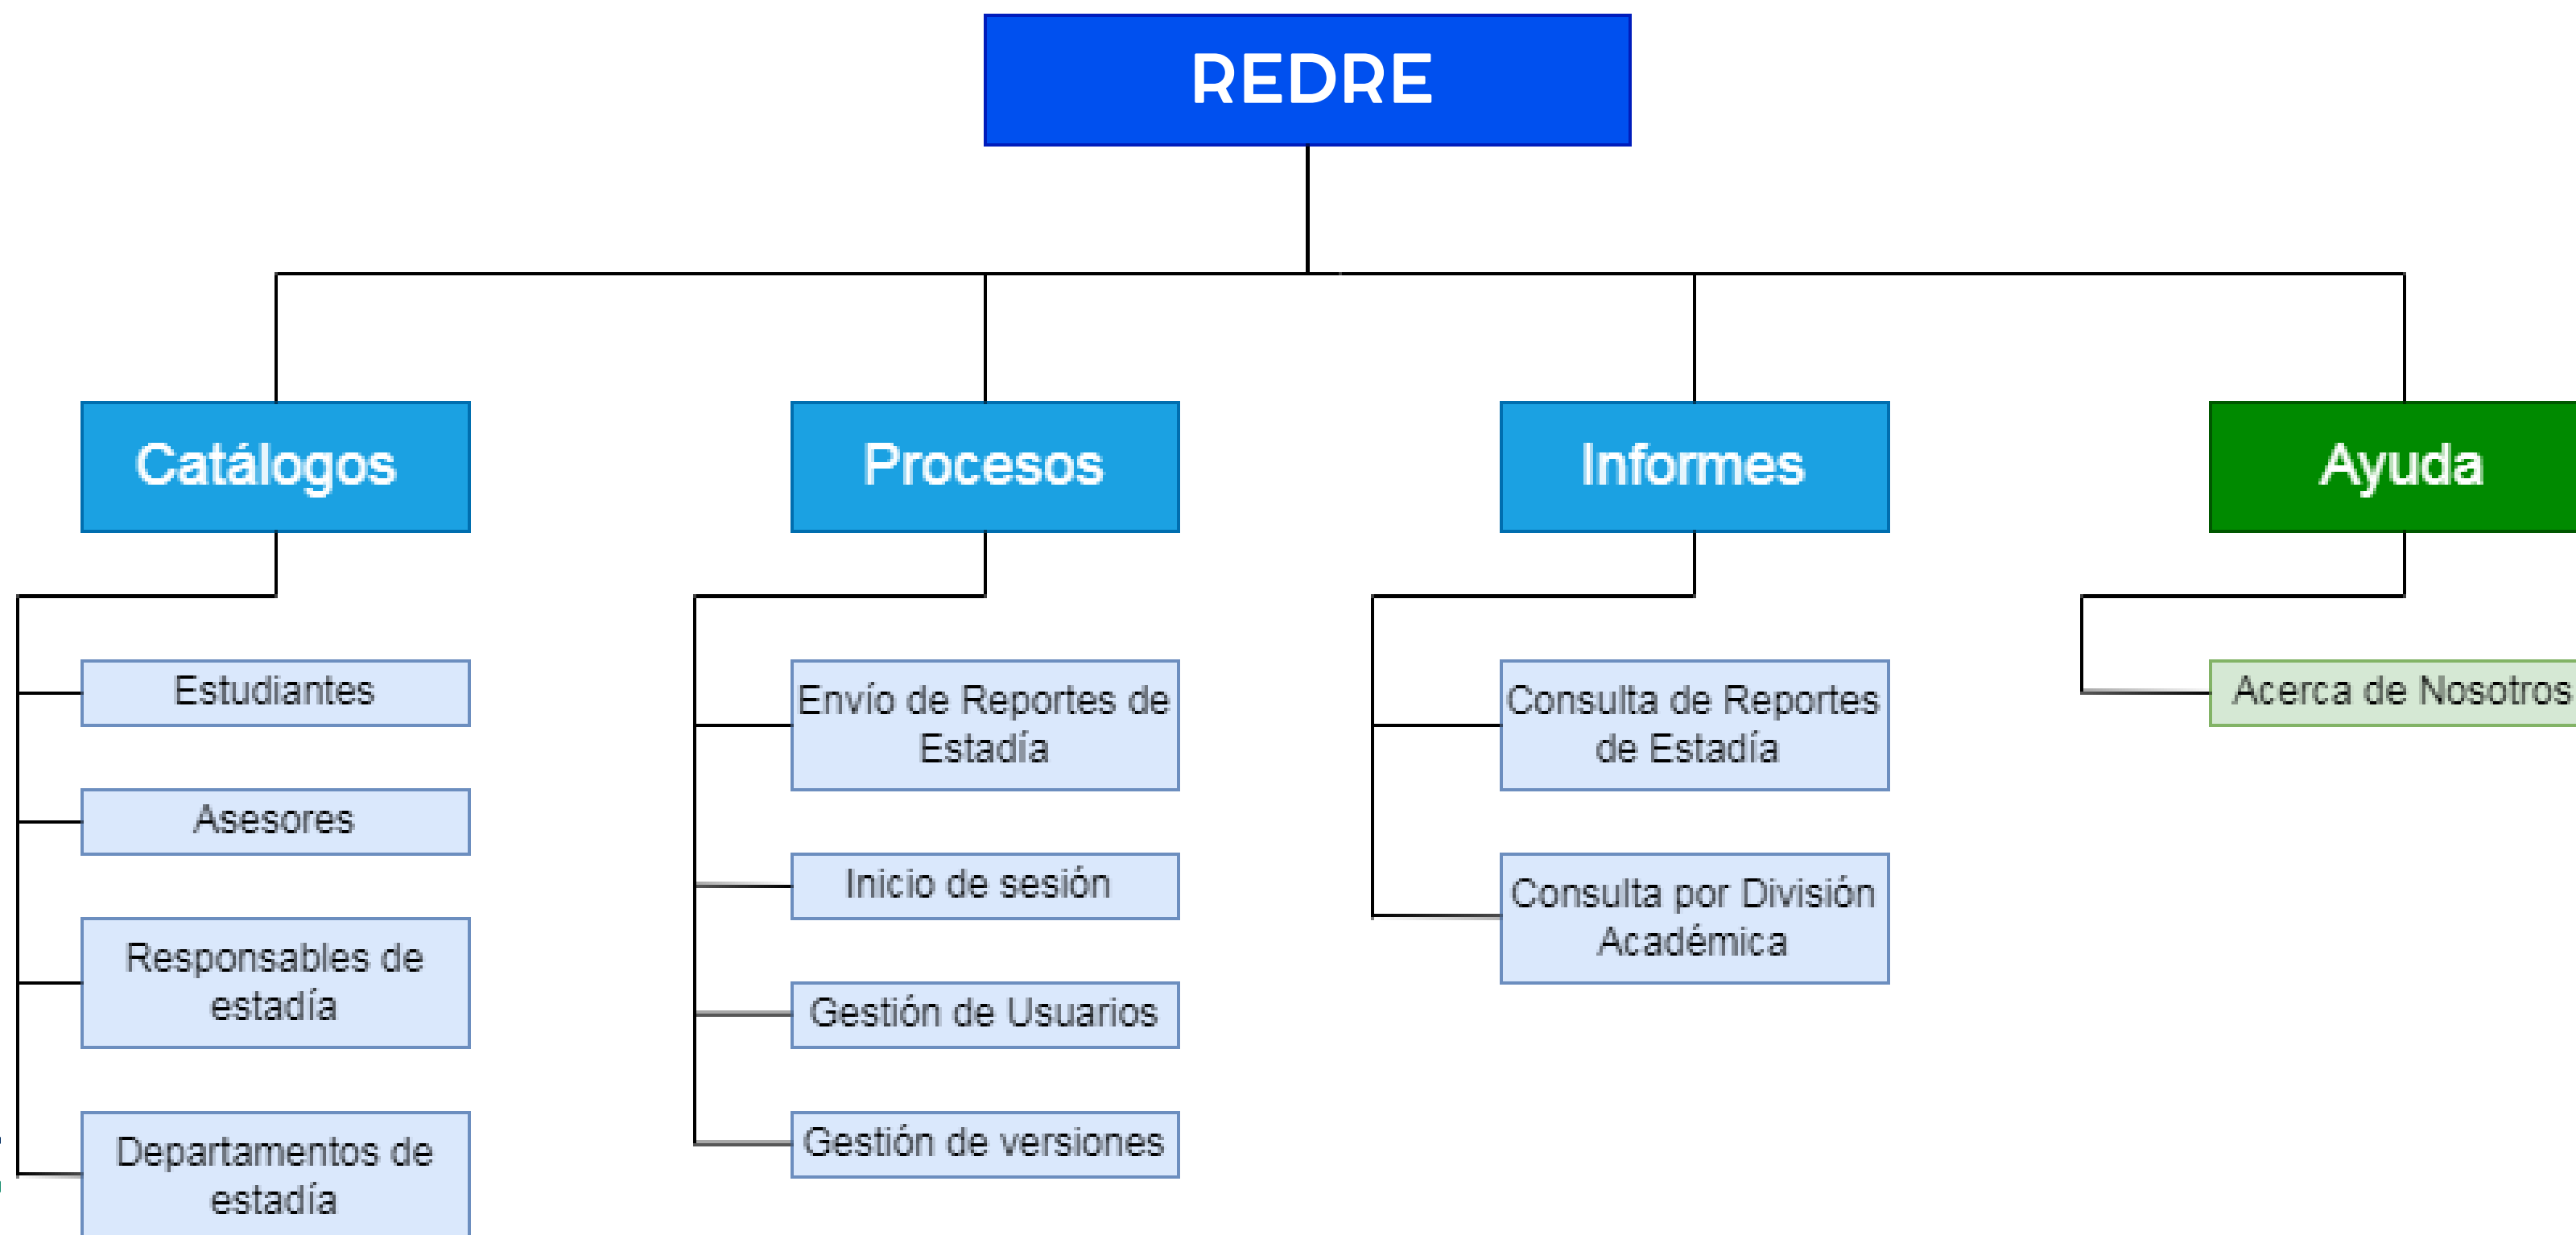 REDRE
Catálogos
Procesos
Informes
Ayuda
Estudiantes
Asesores
Responsables de
estadía
Departamentos de
estadía
Envío de Reportes de
Estadía
Inicio de sesión
Gestión de Usuarios
Gestión de versiones
Consulta de Reportes
de Estadía
Consulta por División
Académica
Acerca de Nosotros